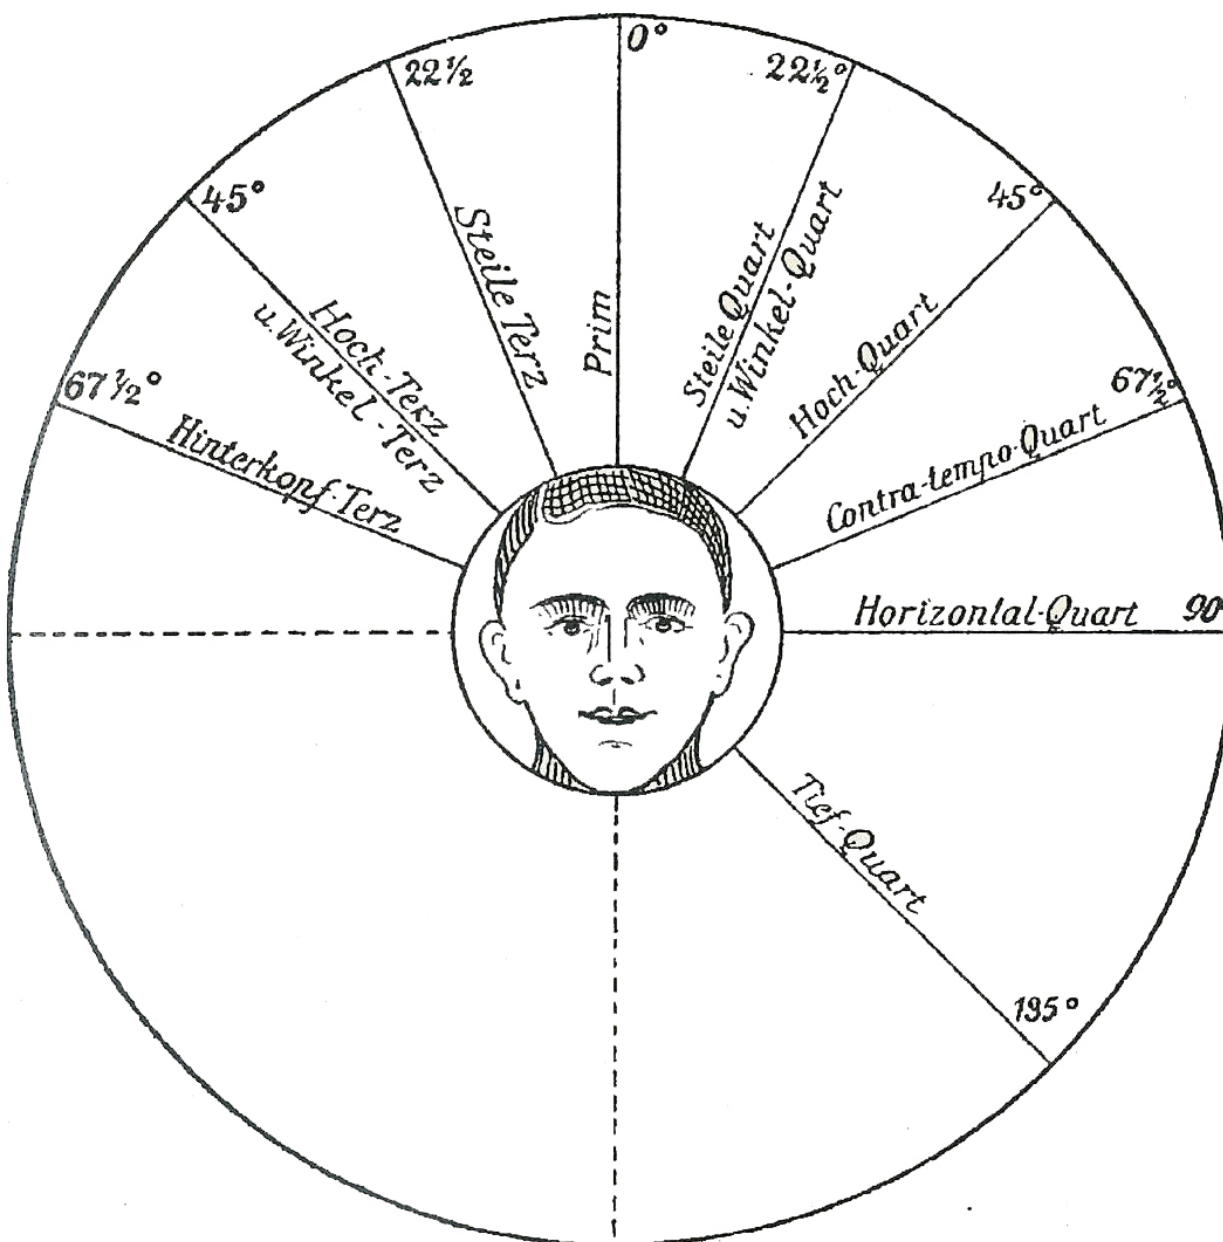 0°
22½
22½°
45°
45°
67½°
67½°
Hinterkopf-Terz
Hoch-Terz
u. Winkel-Terz
Steile Terz
Prim
Steile Quart
u. Winkel-Quart
Hoch-Quart
Contra-tempo-Quart
Horizontal-Quart 90°
Tief-Quart
135°